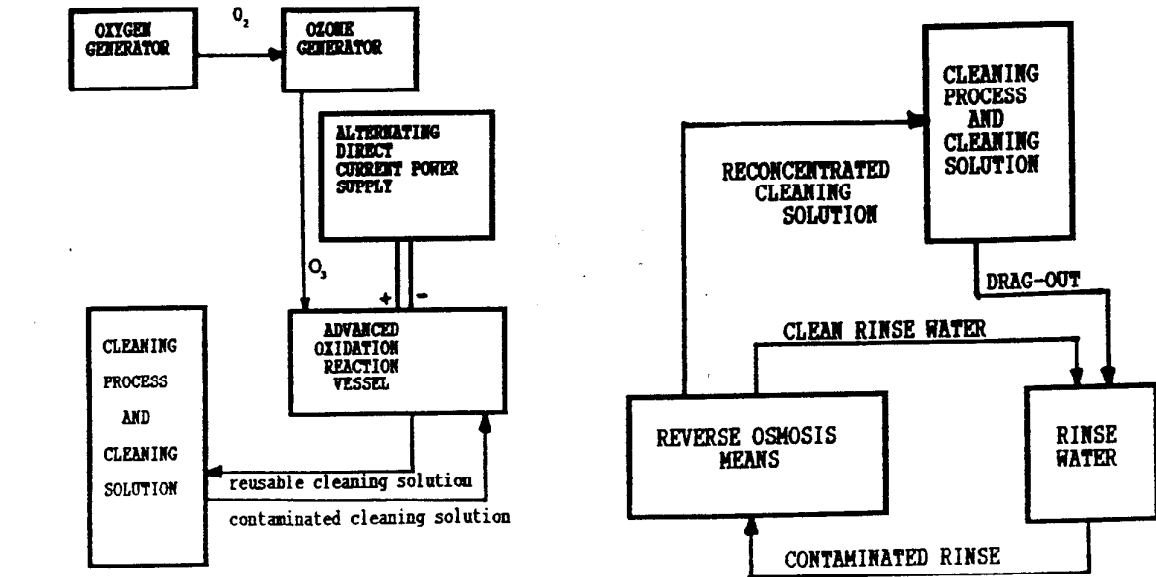 O₂
OXYGEN
GENERATOR
OZONE
GENERATOR
ALTERNATING
DIRECT
CURRENT POWER
SUPPLY
O₃
+ -
ADVANCED
OXIDATION
REACTION
VESSEL
CLEANING
PROCESS
AND
CLEANING
SOLUTION
reusable cleaning solution
contaminated cleaning solution
CLEANING
PROCESS
AND
CLEANING
SOLUTION
RECONCENTRATED
CLEANING
SOLUTION
DRAG-OUT
CLEAN RINSE WATER
REVERSE OSMOSIS
MEANS
RINSE
WATER
CONTAMINATED RINSE